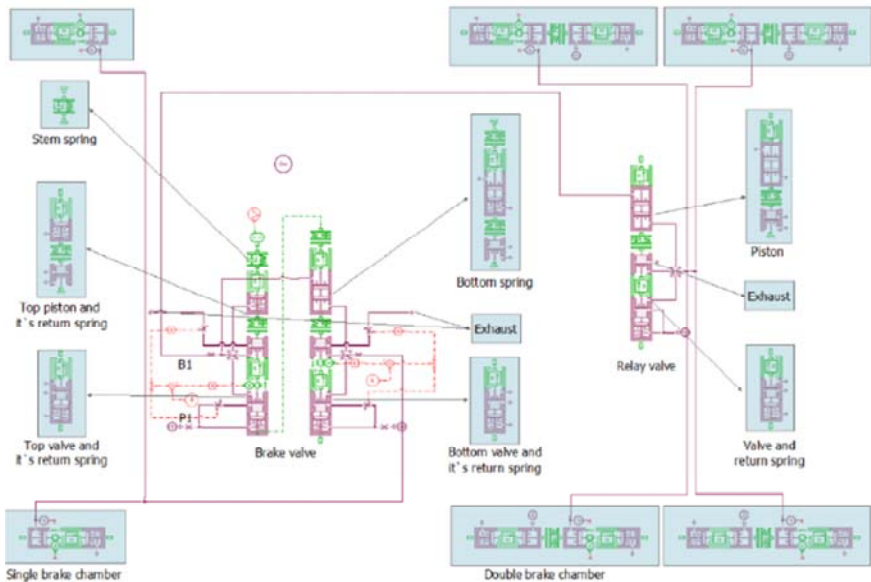 Stem spring
Top piston and
it`s return spring
Top valve and
it`s return spring
B1
P1
Brake valve
Bottom spring
Exhaust
Bottom valve and
it`s return spring
Relay valve
Piston
Exhaust
Valve and
return spring
Single brake chamber
Double brake chamber